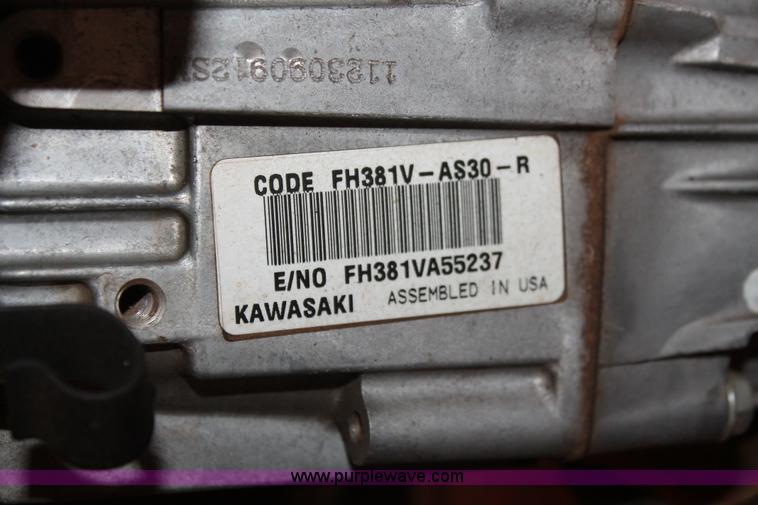 CODE FH381V-AS30-R
E/NO FH381VA55237
KAWASAKI ASSEMBLED IN USA
www.purplewave.com